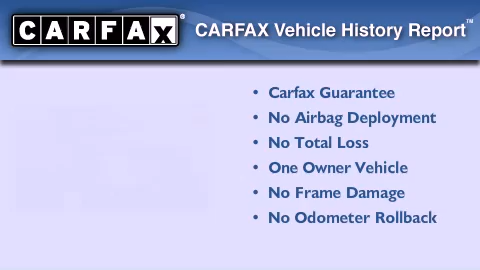 CARFAX® CARFAX Vehicle History Report™
• Carfax Guarantee
• No Airbag Deployment
• No Total Loss
• One Owner Vehicle
• No Frame Damage
• No Odometer Rollback